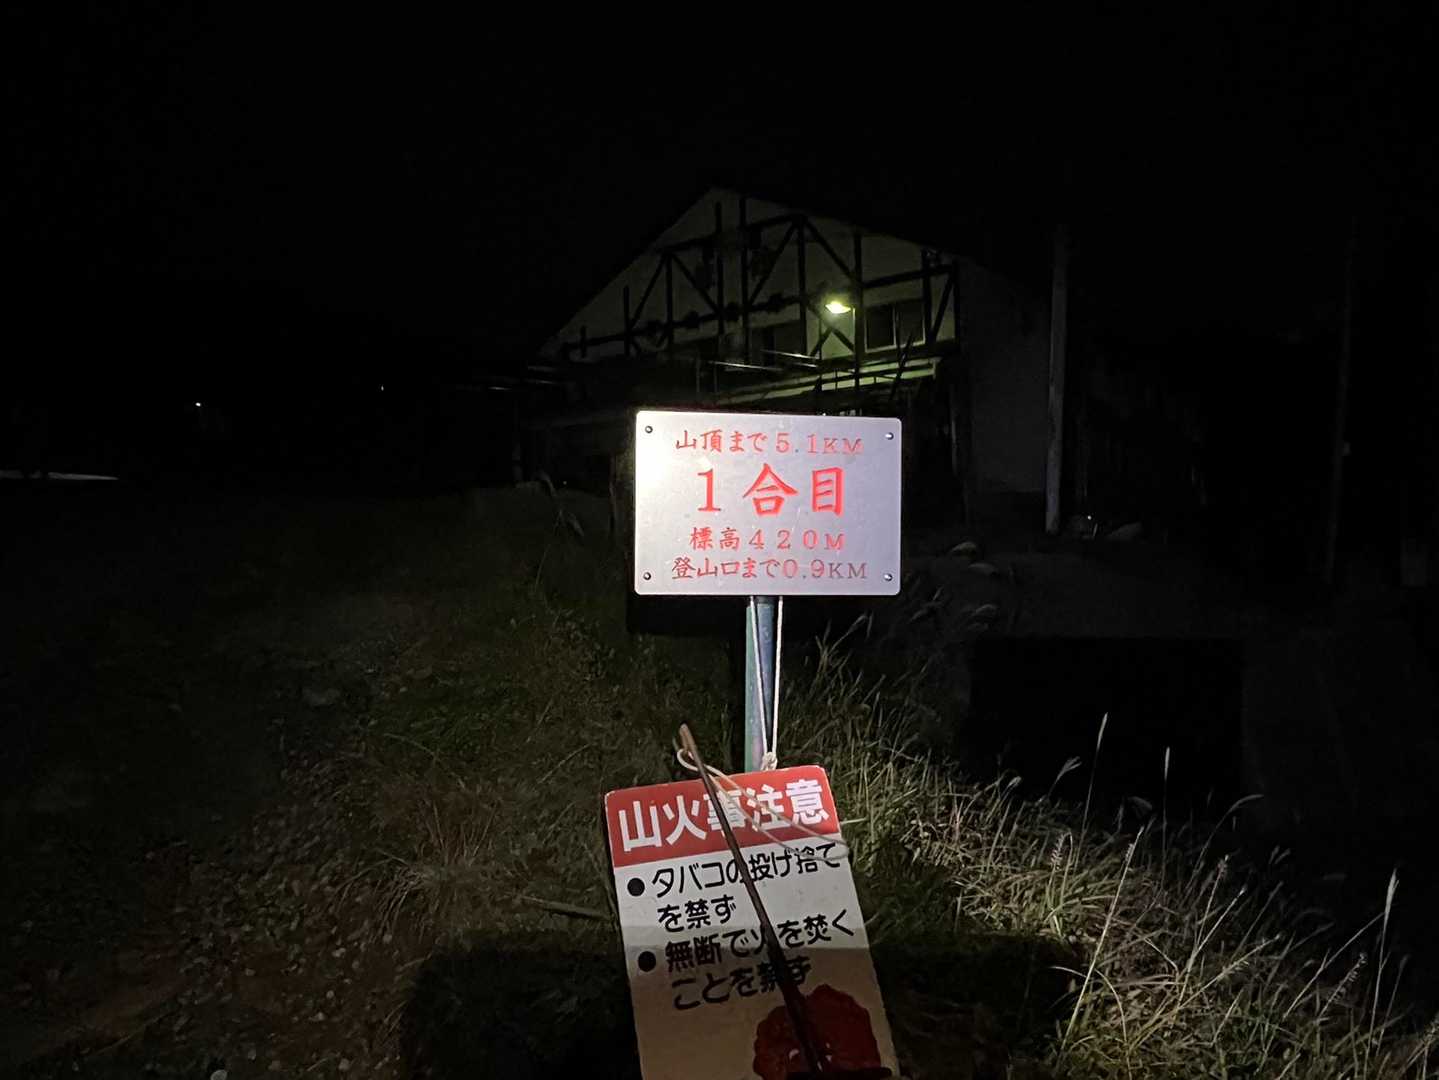 山頂まで5.1KM
1合目
標高420M
登山口まで0.9KM
山火事注意
●タバコの投げ捨て
を禁ず
●無断で火を焚く
ことを禁ず